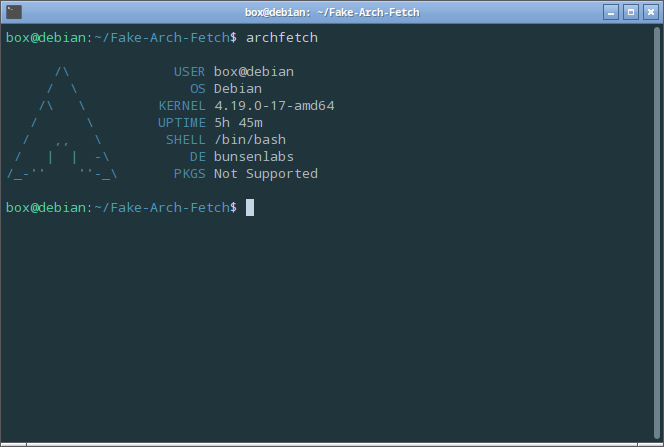 box@debian: ~/Fake-Arch-Fetch
box@debian:~/Fake-Arch-Fetch$ archfetch
      /\             USER box@debian
     /  \              OS Debian
    /\   \         KERNEL 4.19.0-17-amd64
   /      \        UPTIME 5h 45m
  /   ,,   \        SHELL /bin/bash
 /   |  |  -\          DE bunsenlabs
/_-''    ''-_\       PKGS Not Supported
box@debian:~/Fake-Arch-Fetch$